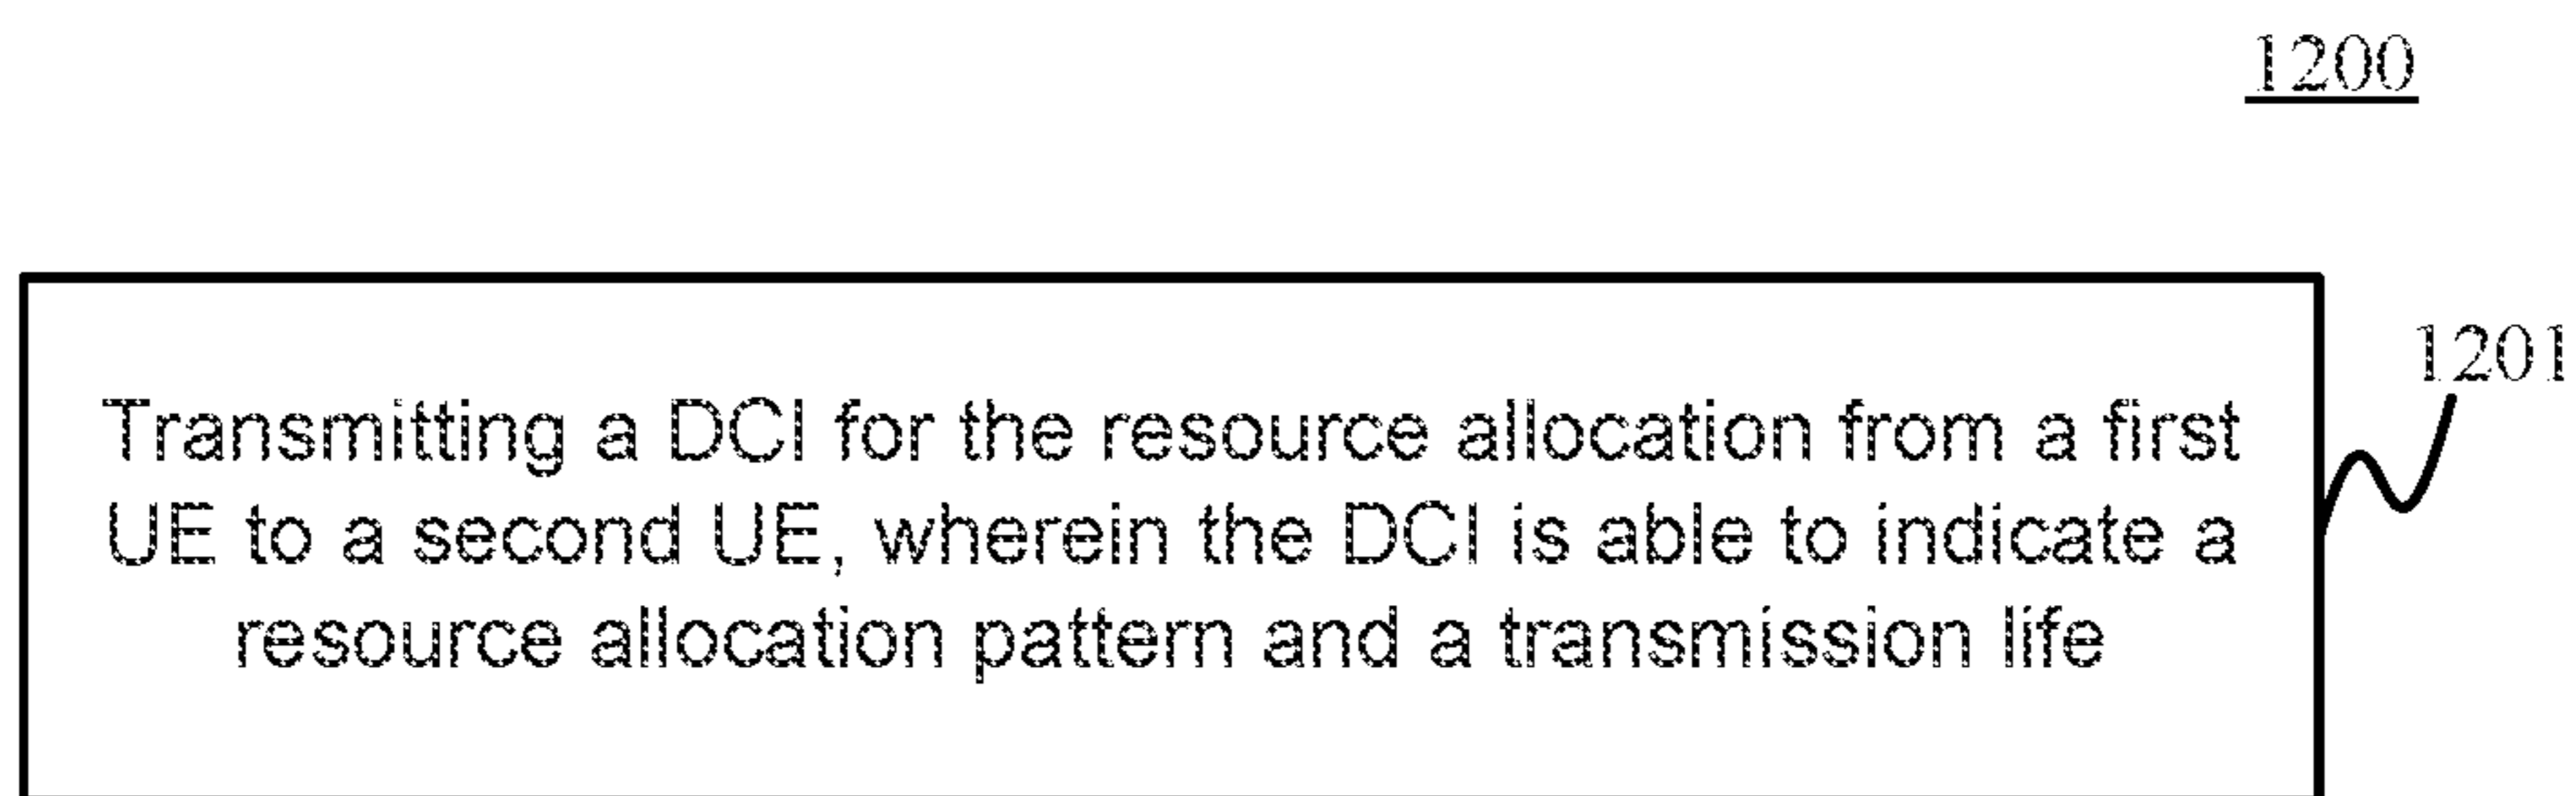 1200
1201
Transmitting a DCI for the resource allocation from a first
UE to a second UE, wherein the DCI is able to indicate a
resource allocation pattern and a transmission life